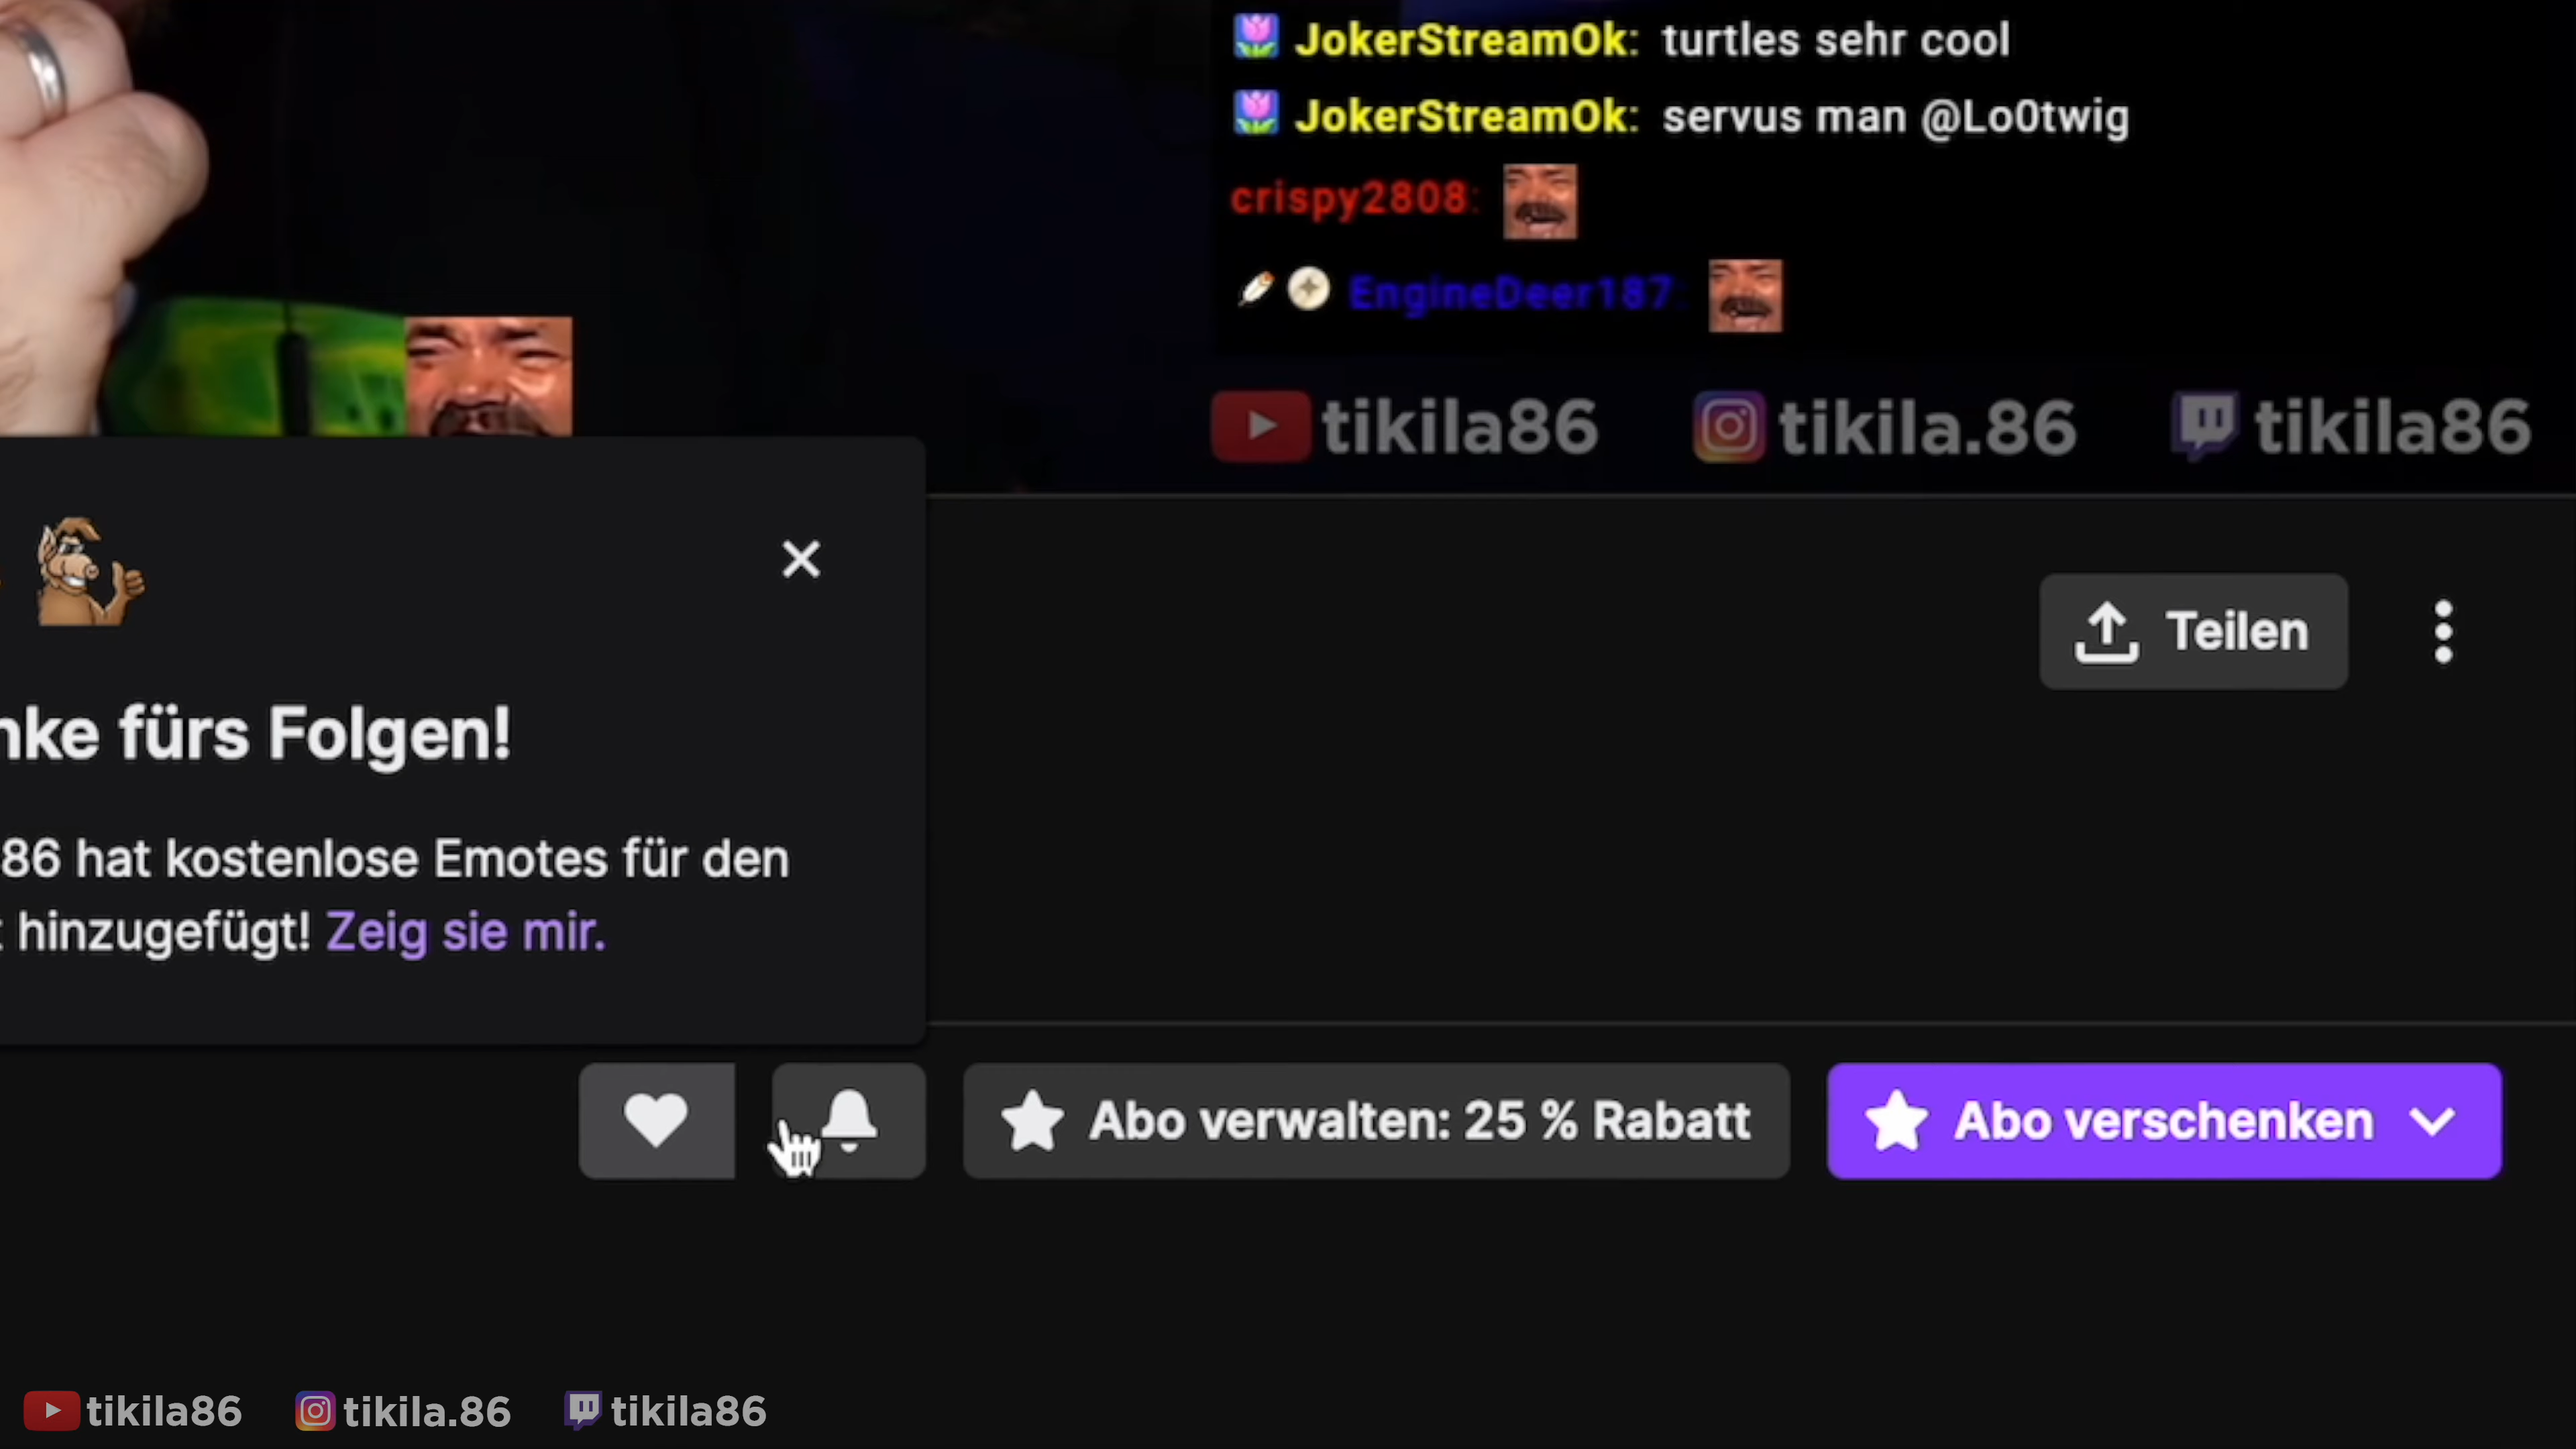 JokerStreamOk: turtles sehr cool
JokerStreamOk: servus man @Lo0twig
crispy2808:
EngineDeer187:
tikila86 tikila.86 tikila86
nke fürs Folgen!
86 hat kostenlose Emotes für den
hinzugefügt! Zeig sie mir.
Teilen
Abo verwalten: 25 % Rabatt
Abo verschenken
tikila86 tikila.86 tikila86